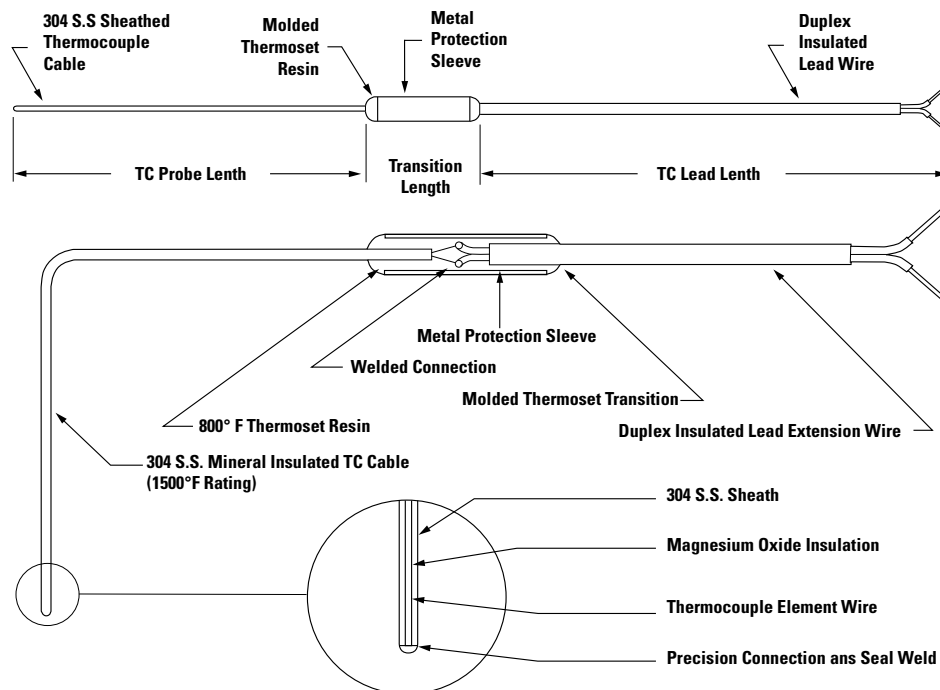 304 S.S Sheathed
Thermocouple
Cable
Molded
Thermoset
Resin
Metal
Protection
Sleeve
Duplex
Insulated
Lead Wire
TC Probe Lenth
Transition
Length
TC Lead Lenth
Metal Protection Sleeve
Welded Connection
Molded Thermoset Transition
800° F Thermoset Resin
Duplex Insulated Lead Extension Wire
304 S.S. Mineral Insulated TC Cable
(1500°F Rating)
304 S.S. Sheath
Magnesium Oxide Insulation
Thermocouple Element Wire
Precision Connection ans Seal Weld